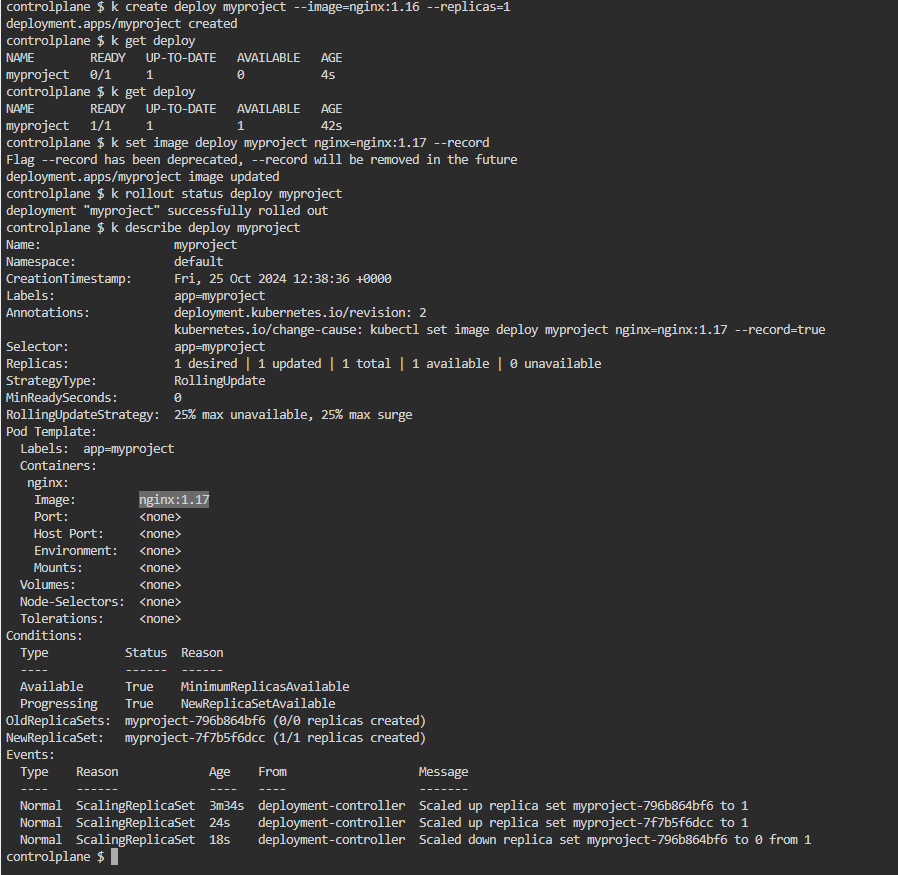 controlplane $ k create deploy myproject --image=nginx:1.16 --replicas=1
deployment.apps/myproject created
controlplane $ k get deploy
NAME        READY   UP-TO-DATE   AVAILABLE   AGE
myproject   0/1     1            0           4s
controlplane $ k get deploy
NAME        READY   UP-TO-DATE   AVAILABLE   AGE
myproject   1/1     1            1           42s
controlplane $ k set image deploy myproject nginx=nginx:1.17 --record
Flag --record has been deprecated, --record will be removed in the future
deployment.apps/myproject image updated
controlplane $ k rollout status deploy myproject
deployment "myproject" successfully rolled out
controlplane $ k describe deploy myproject
Name:                   myproject
Namespace:              default
CreationTimestamp:      Fri, 25 Oct 2024 12:38:36 +0000
Labels:                 app=myproject
Annotations:            deployment.kubernetes.io/revision: 2
                        kubernetes.io/change-cause: kubectl set image deploy myproject nginx=nginx:1.17 --record=true
Selector:               app=myproject
Replicas:               1 desired | 1 updated | 1 total | 1 available | 0 unavailable
StrategyType:           RollingUpdate
MinReadySeconds:        0
RollingUpdateStrategy:  25% max unavailable, 25% max surge
Pod Template:
  Labels:  app=myproject
  Containers:
   nginx:
    Image:         nginx:1.17
    Port:          <none>
    Host Port:     <none>
    Environment:   <none>
    Mounts:        <none>
  Volumes:         <none>
  Node-Selectors:  <none>
  Tolerations:     <none>
Conditions:
  Type           Status  Reason
  ----           ------  ------
  Available      True    MinimumReplicasAvailable
  Progressing    True    NewReplicaSetAvailable
OldReplicaSets:  myproject-796b864bf6 (0/0 replicas created)
NewReplicaSet:   myproject-7f7b5f6dcc (1/1 replicas created)
Events:
  Type    Reason             Age    From                   Message
  ----    ------             ----   ----                   -------
  Normal  ScalingReplicaSet  3m34s  deployment-controller  Scaled up replica set myproject-796b864bf6 to 1
  Normal  ScalingReplicaSet  24s    deployment-controller  Scaled up replica set myproject-7f7b5f6dcc to 1
  Normal  ScalingReplicaSet  18s    deployment-controller  Scaled down replica set myproject-796b864bf6 to 0 from 1
controlplane $